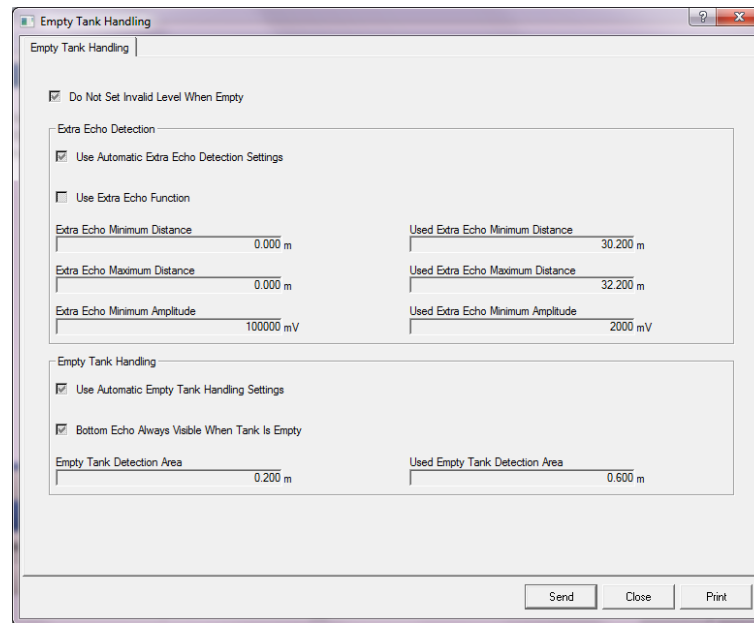 Empty Tank Handling
?
X
Empty Tank Handling
Do Not Set Invalid Level When Empty
Extra Echo Detection
Use Automatic Extra Echo Detection Settings
Use Extra Echo Function
Extra Echo Minimum Distance
0.000 m
Used Extra Echo Minimum Distance
30.200 m
Extra Echo Maximum Distance
0.000 m
Used Extra Echo Maximum Distance
32.200 m
Extra Echo Minimum Amplitude
100000 mV
Used Extra Echo Minimum Amplitude
2000 mV
Empty Tank Handling
Use Automatic Empty Tank Handling Settings
Bottom Echo Always Visible When Tank Is Empty
Empty Tank Detection Area
0.200 m
Used Empty Tank Detection Area
0.600 m
Send
Close
Print